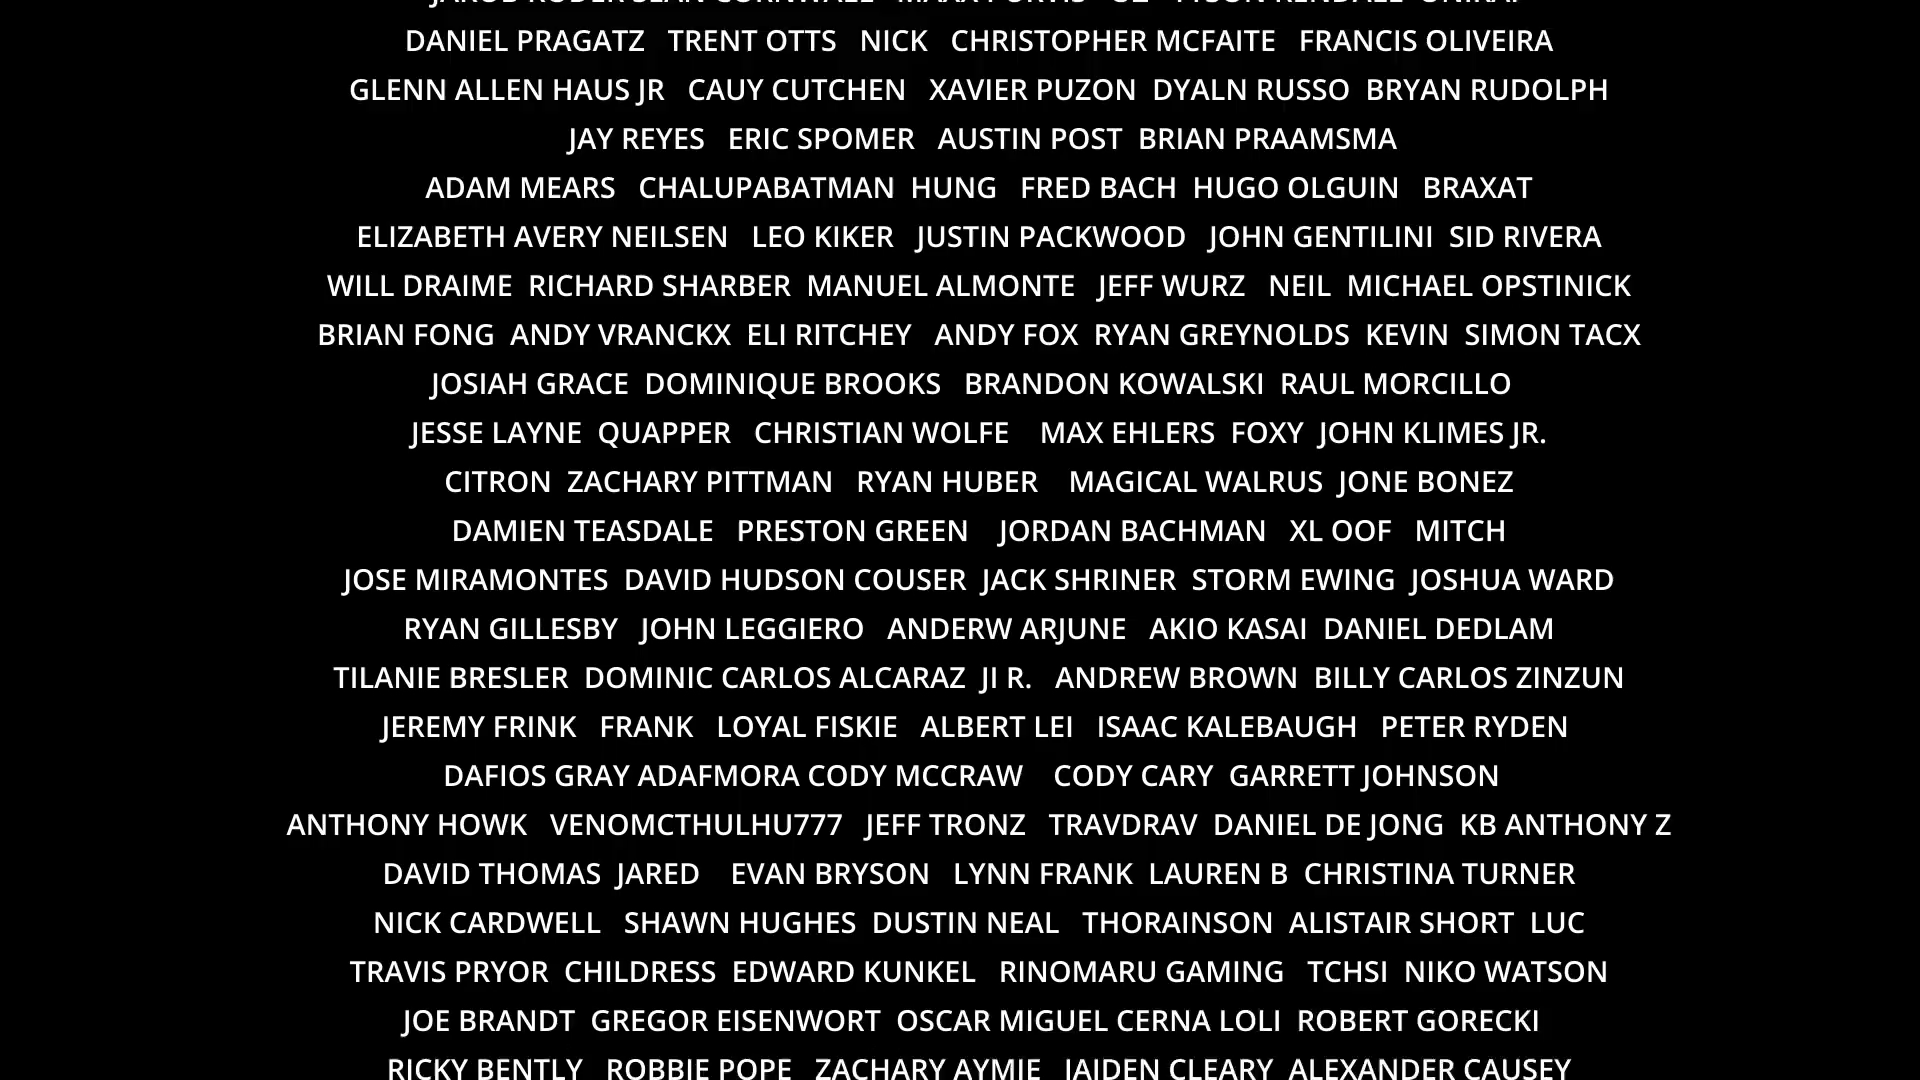 DANIEL PRAGATZ TRENT OTTS NICK CHRISTOPHER MCFAITE FRANCIS OLIVEIRA
GLENN ALLEN HAUS JR CAUY CUTCHEN XAVIER PUZON DYALN RUSSO BRYAN RUDOLPH
JAY REYES ERIC SPOMER AUSTIN POST BRIAN PRAAMSMA
ADAM MEARS CHALUPABATMAN HUNG FRED BACH HUGO OLGUIN BRAXAT
ELIZABETH AVERY NEILSEN LEO KIKER JUSTIN PACKWOOD JOHN GENTILINI SID RIVERA
WILL DRAIME RICHARD SHARBER MANUEL ALMONTE JEFF WURZ NEIL MICHAEL OPSTINICK
BRIAN FONG ANDY VRANCKX ELI RITCHEY ANDY FOX RYAN GREYNOLDS KEVIN SIMON TACX
JOSIAH GRACE DOMINIQUE BROOKS BRANDON KOWALSKI RAUL MORCILLO
JESSE LAYNE QUAPPER CHRISTIAN WOLFE MAX EHLERS FOXY JOHN KLIMES JR.
CITRON ZACHARY PITTMAN RYAN HUBER MAGICAL WALRUS JONE BONEZ
DAMIEN TEASDALE PRESTON GREEN JORDAN BACHMAN XL OOF MITCH
JOSE MIRAMONTES DAVID HUDSON COUSER JACK SHRINER STORM EWING JOSHUA WARD
RYAN GILLESBY JOHN LEGGIERO ANDERW ARJUNE AKIO KASAI DANIEL DEDLAM
TILANIE BRESLER DOMINIC CARLOS ALCARAZ JI R. ANDREW BROWN BILLY CARLOS ZINZUN
JEREMY FRINK FRANK LOYAL FISKIE ALBERT LEI ISAAC KALEBAUGH PETER RYDEN
DAFIOS GRAY ADAFMORA CODY MCCRAW CODY CARY GARRETT JOHNSON
ANTHONY HOWK VENOMCTHULHU777 JEFF TRONZ TRAVDRAV DANIEL DE JONG KB ANTHONY Z
DAVID THOMAS JARED EVAN BRYSON LYNN FRANK LAUREN B CHRISTINA TURNER
NICK CARDWELL SHAWN HUGHES DUSTIN NEAL THORAINSON ALISTAIR SHORT LUC
TRAVIS PRYOR CHILDRESS EDWARD KUNKEL RINOMARU GAMING TCHSI NIKO WATSON
JOE BRANDT GREGOR EISENWORT OSCAR MIGUEL CERNA LOLI ROBERT GORECKI
RICKY BENTLY ROBBIE POPE ZACHARY AYMIE JAIDEN CLEARY ALEXANDER CAUSEY